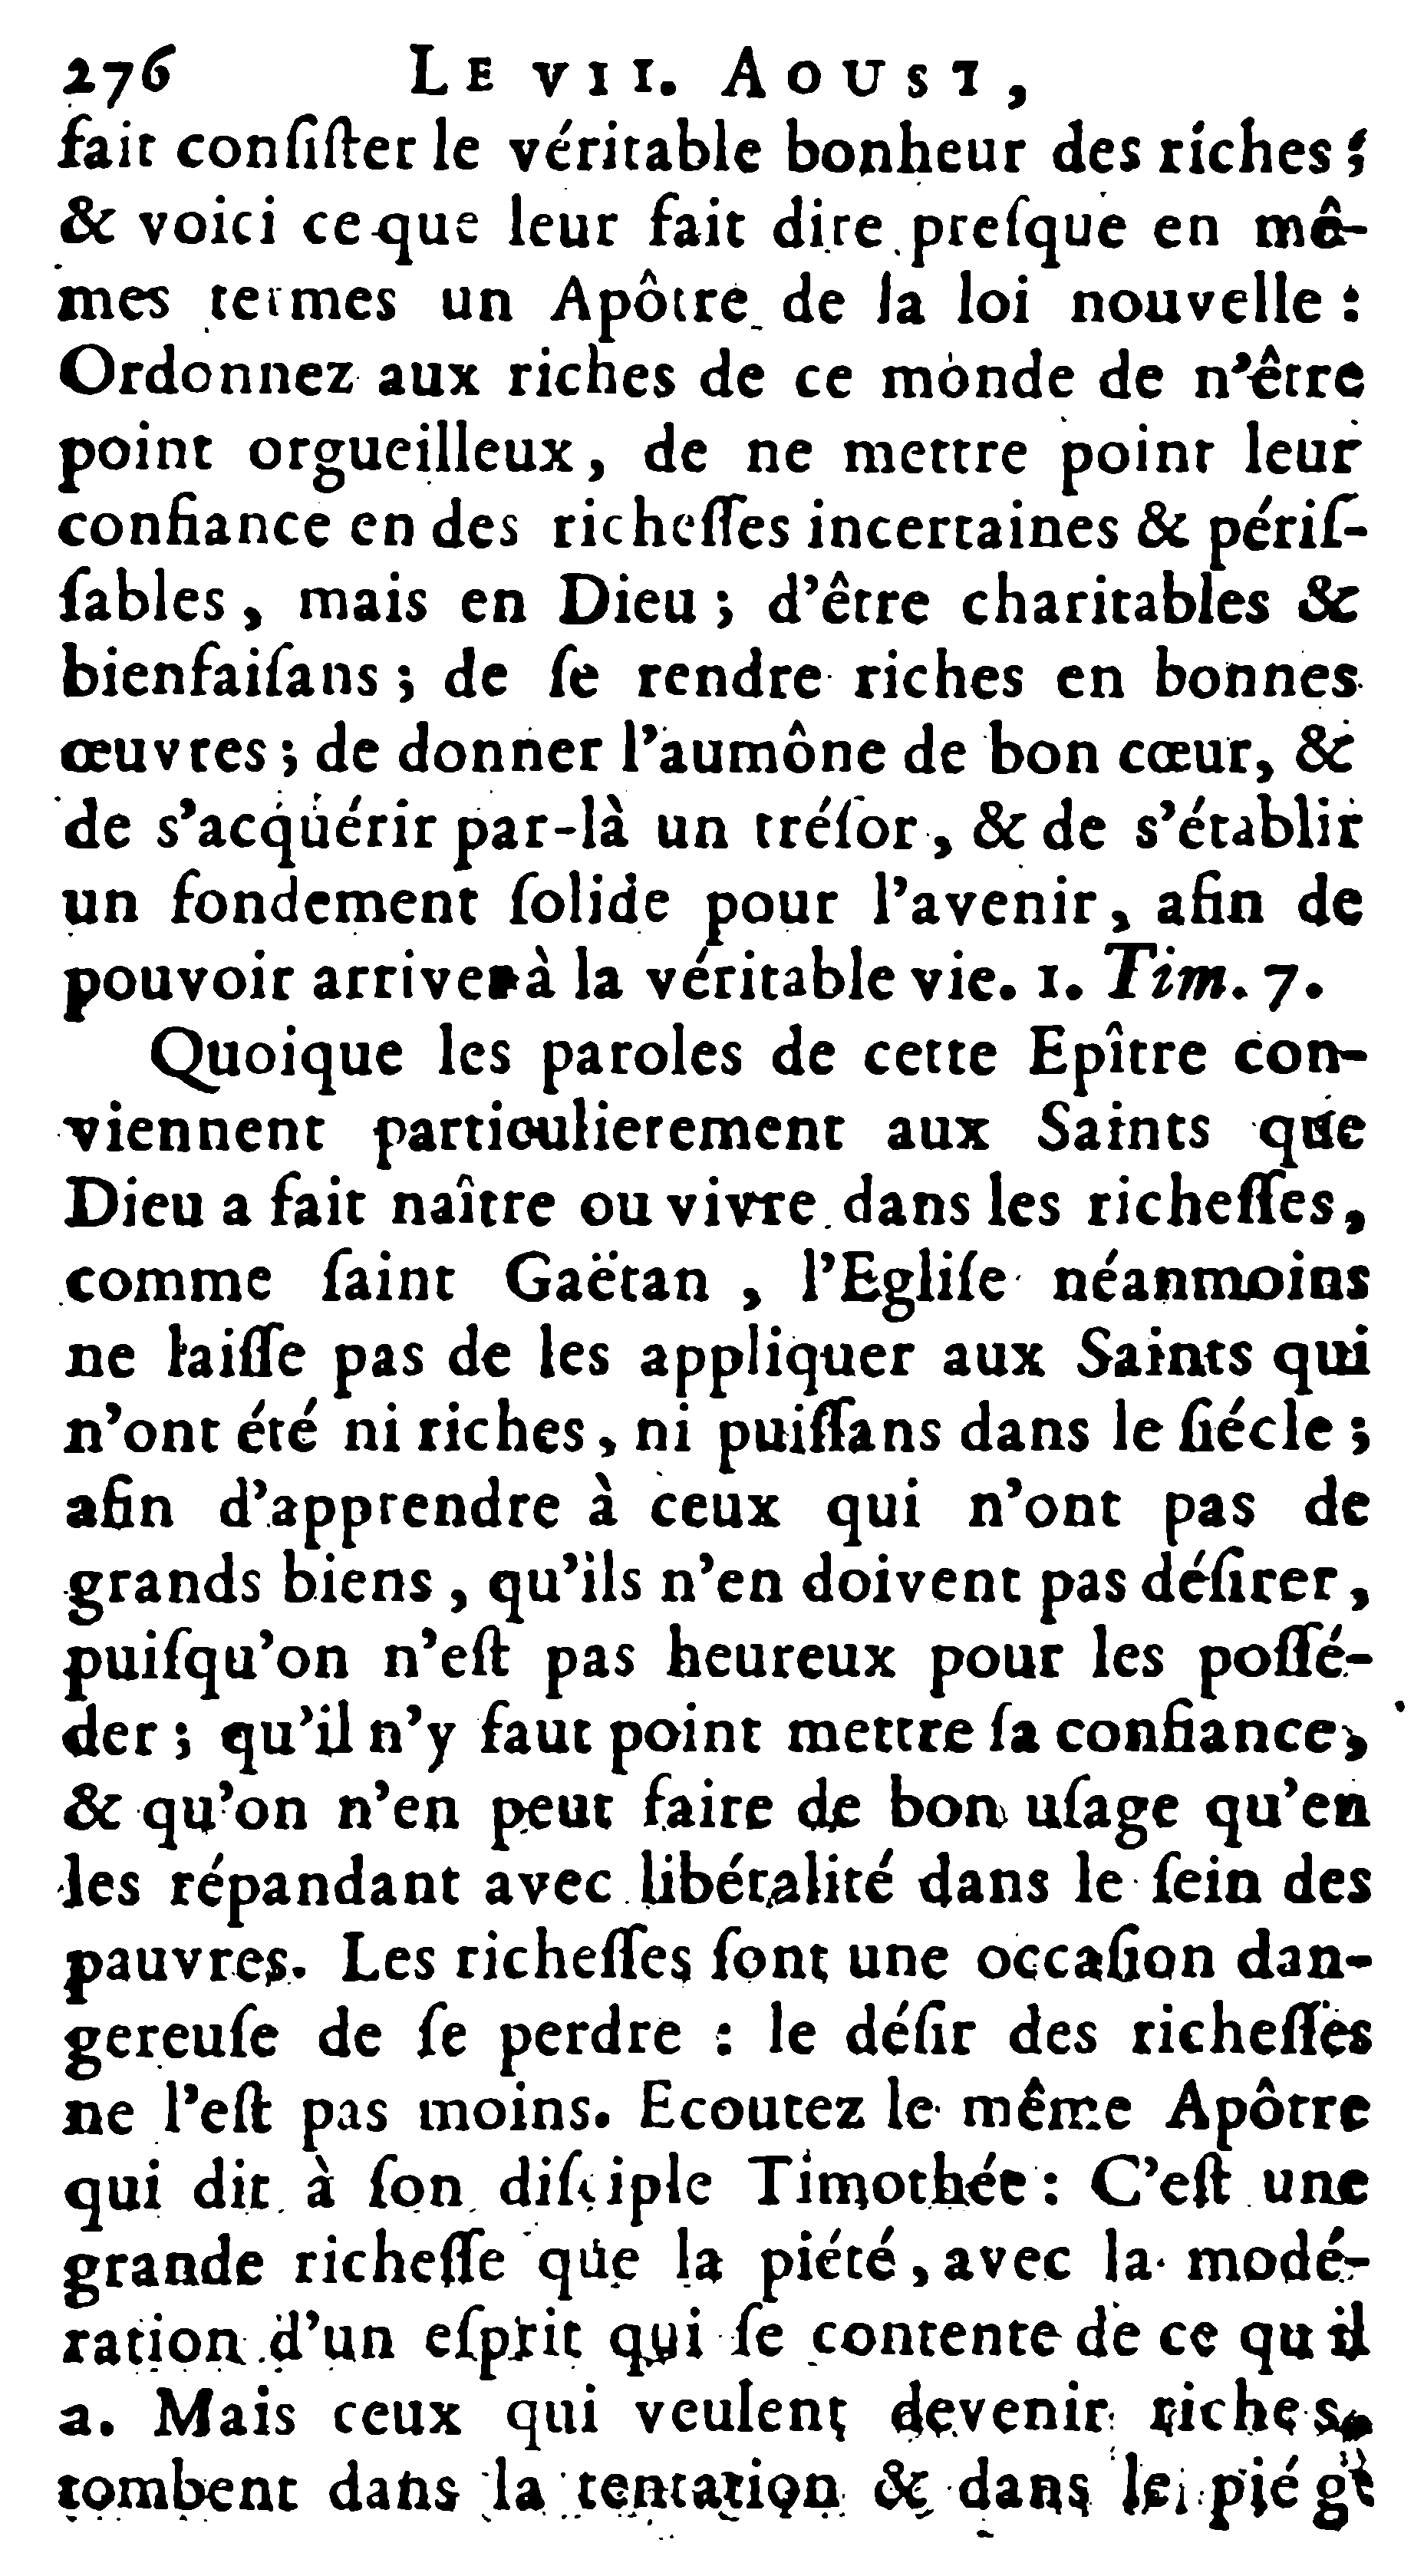 276 LE VII. AOUST,
fait conſiſter le véritable bonheur des riches;
& voici ce que leur fait dire preſque en mê-
mes termes un Apôtre de la loi nouvelle :
Ordonnez aux riches de ce monde de n'être
point orgueilleux, de ne mettre point leur
confiance en des richeſſes incertaines & périſ-
ſables, mais en Dieu ; d'être charitables &
bienfaiſans ; de ſe rendre riches en bonnes
œuvres ; de donner l'aumône de bon cœur, &
de s'acquérir par-là un tréſor, & de s'établir
un fondement ſolide pour l'avenir, afin de
pouvoir arriver à la véritable vie. 1. Tim. 7.
Quoique les paroles de cette Epître con-
viennent particulierement aux Saints que
Dieu a fait naître ou vivre dans les richeſſes,
comme ſaint Gaëtan , l'Egliſe néanmoins
ne laiſſe pas de les appliquer aux Saints qui
n'ont été ni riches, ni puiſſans dans le ſiécle ;
afin d'apprendre à ceux qui n'ont pas de
grands biens, qu'ils n'en doivent pas déſirer,
puiſqu'on n'eſt pas heureux pour les poſſé-
der ; qu'il n'y faut point mettre ſa confiance,
& qu'on n'en peut faire de bon uſage qu'en
les répandant avec libéralité dans le ſein des
pauvres. Les richeſſes ſont une occaſion dan-
gereuſe de ſe perdre : le déſir des richeſſes
ne l'eſt pas moins. Ecoutez le même Apôtre
qui dit à ſon diſciple Timothée : C'eſt une
grande richeſſe que la piété, avec la modé-
ration d'un eſprit qui ſe contente de ce qu'il
a. Mais ceux qui veulent devenir riches,
tombent dans la tentation & dans le piége